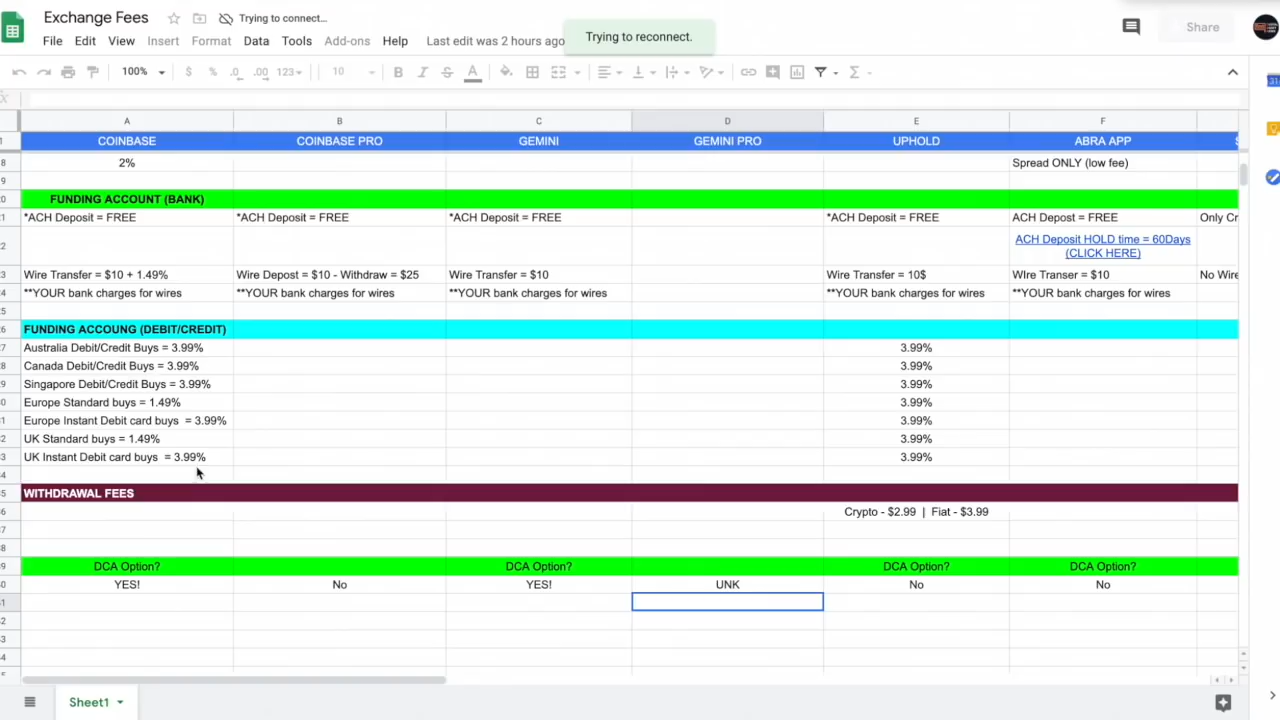 Exchange Fees
Trying to connect…
Trying to reconnect.
Share
File Edit View Insert Format Data Tools Add-ons Help Last edit was 2 hours ago
100% $ % .0 .00 123 10 B I S A
A B C D E F
COINBASE COINBASE PRO GEMINI GEMINI PRO UPHOLD ABRA APP
2% Spread ONLY (low fee)
FUNDING ACCOUNT (BANK)
*ACH Deposit = FREE *ACH Deposit = FREE *ACH Deposit = FREE *ACH Deposit = FREE ACH Depost = FREE Only Cr
ACH Deposit HOLD time = 60Days
(CLICK HERE)
Wire Transfer = $10 + 1.49% Wire Depost = $10 - Withdraw = $25 Wire Transfer = $10 WIre Transfer = 10$ WIre Transer = $10 No Wire
**YOUR bank charges for wires **YOUR bank charges for wires **YOUR bank charges for wires **YOUR bank charges for wires **YOUR bank charges for wires
FUNDING ACCOUNG (DEBIT/CREDIT)
Australia Debit/Credit Buys = 3.99% 3.99%
Canada Debit/Credit Buys = 3.99% 3.99%
Singapore Debit/Credit Buys = 3.99% 3.99%
Europe Standard buys = 1.49% 3.99%
Europe Instant Debit card buys = 3.99% 3.99%
UK Standard buys = 1.49% 3.99%
UK Instant Debit card buys = 3.99% 3.99%
WITHDRAWAL FEES
Crypto - $2.99 | Fiat - $3.99
DCA Option? DCA Option? DCA Option? DCA Option?
YES! No YES! UNK No No
Sheet1